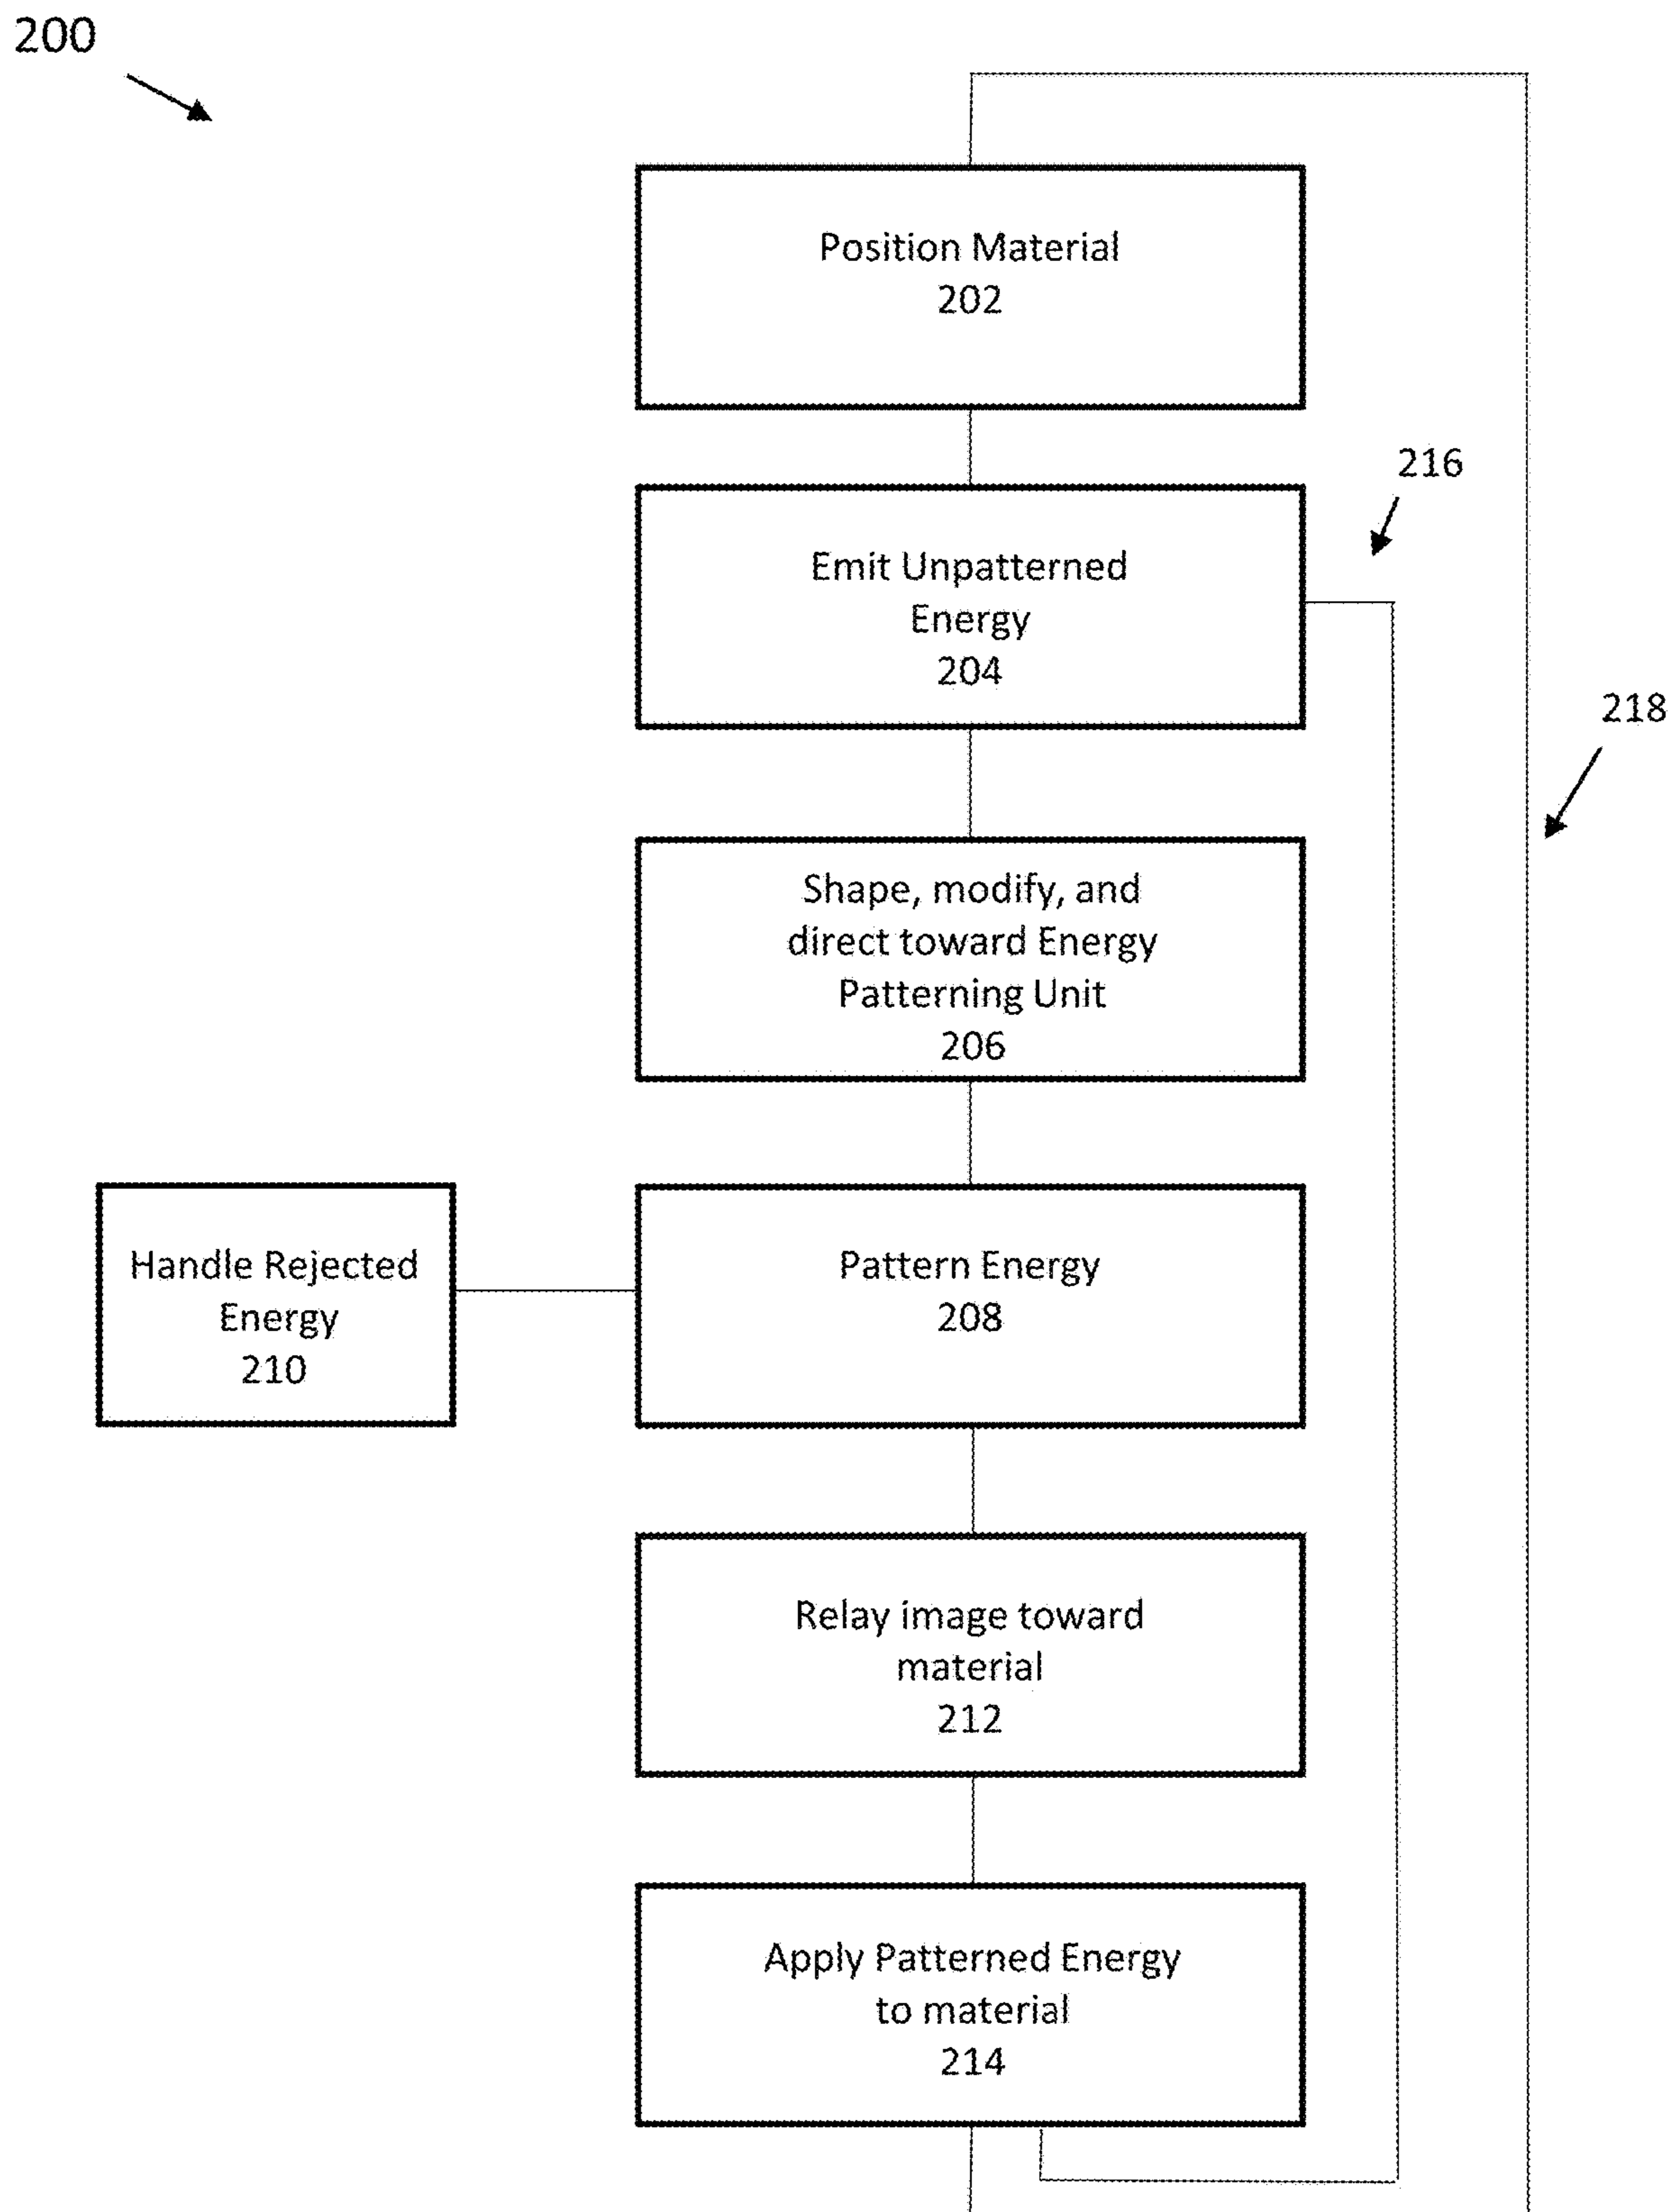 200
Position Material
202
216
Emit Unpatterned
Energy
204
218
Shape, modify, and
direct toward Energy
Patterning Unit
206
Handle Rejected
Energy
210
Pattern Energy
208
Relay image toward
material
212
Apply Patterned Energy
to material
214